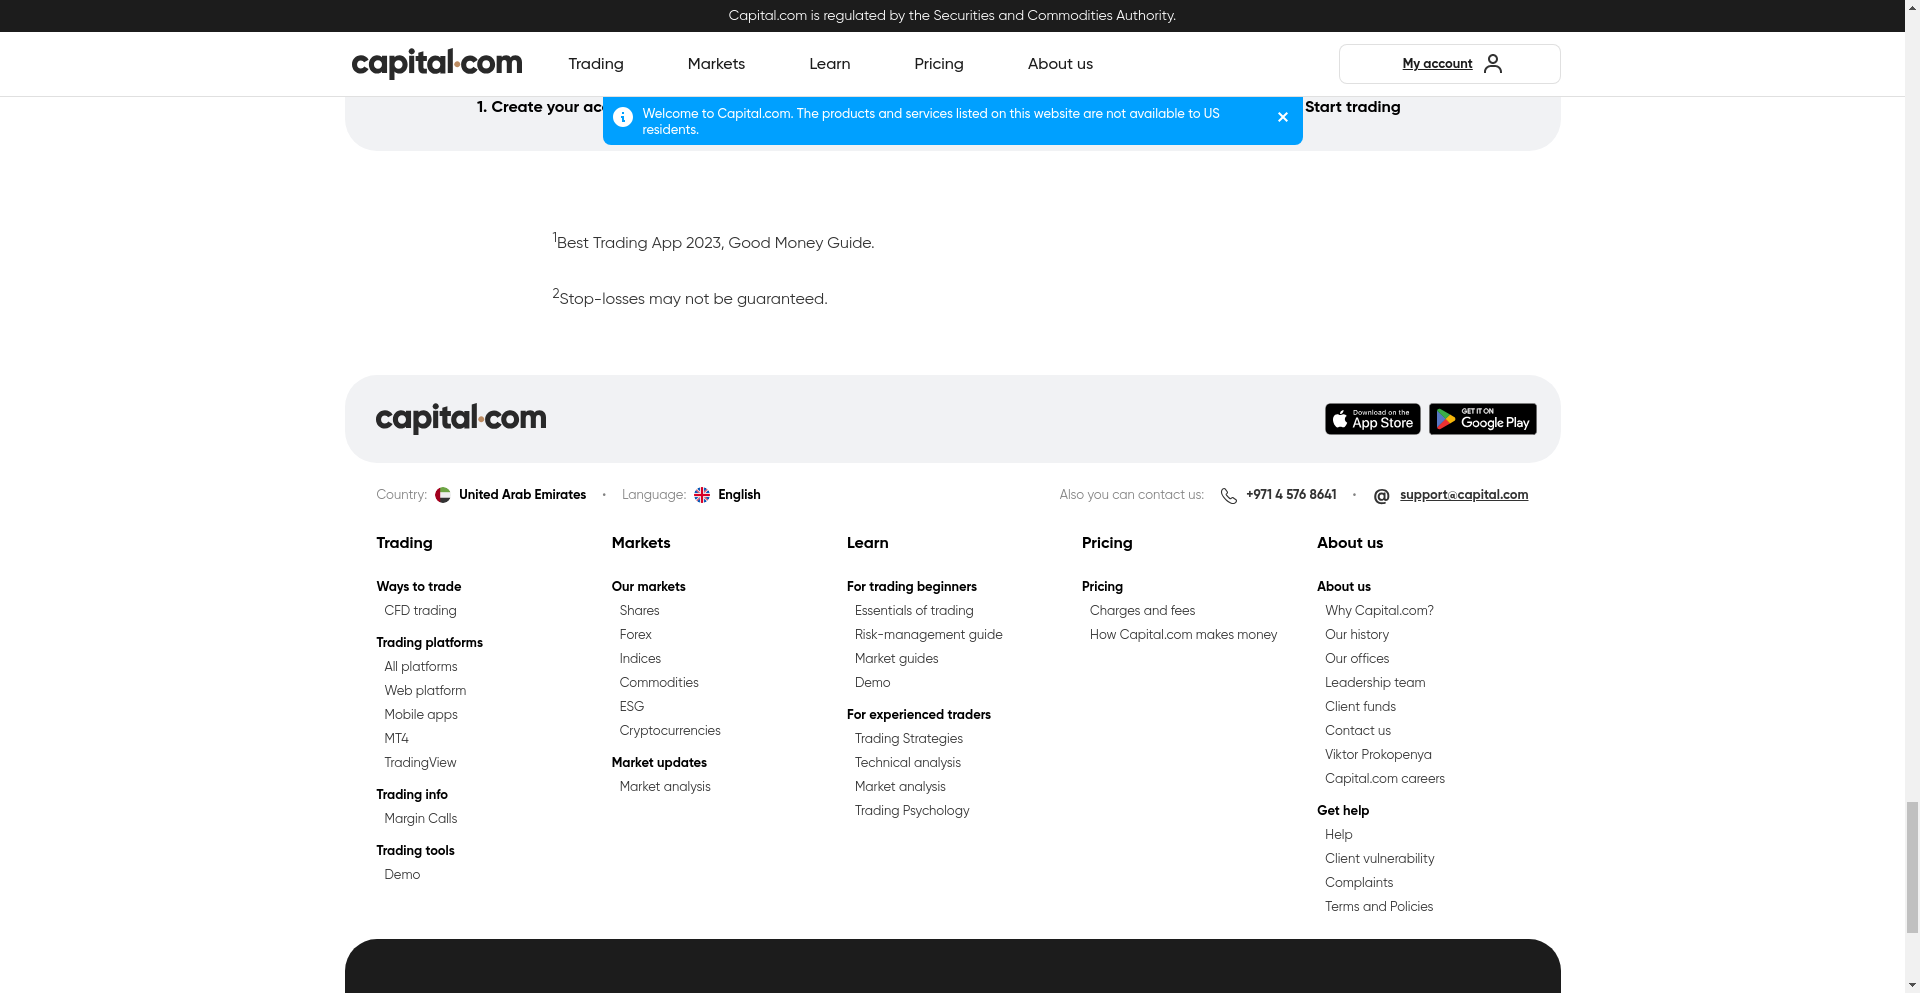 Capital.com is regulated by the Securities and Commodities Authority.
capital.com
Trading
Markets
Learn
Pricing
About us
My account
1. Create your
Start trading
Welcome to Capital.com. The products and services listed on this website are not available to US
residents.
1Best Trading App 2023, Good Money Guide.
2Stop-losses may not be guaranteed.
capital.com
Download on the
App Store
GET IT ON
Google Play
Country: United Arab Emirates • Language: English
Also you can contact us: +971 4 576 8641 • @ support@capital.com
Trading
Ways to trade
CFD trading
Trading platforms
All platforms
Web platform
Mobile apps
MT4
TradingView
Trading info
Margin Calls
Trading tools
Demo
Markets
Our markets
Shares
Forex
Indices
Commodities
ESG
Cryptocurrencies
Market updates
Market analysis
Learn
For trading beginners
Essentials of trading
Risk-management guide
Market guides
Demo
For experienced traders
Trading Strategies
Technical analysis
Market analysis
Trading Psychology
Pricing
Pricing
Charges and fees
How Capital.com makes money
About us
About us
Why Capital.com?
Our history
Our offices
Leadership team
Client funds
Contact us
Viktor Prokopenya
Capital.com careers
Get help
Help
Client vulnerability
Complaints
Terms and Policies